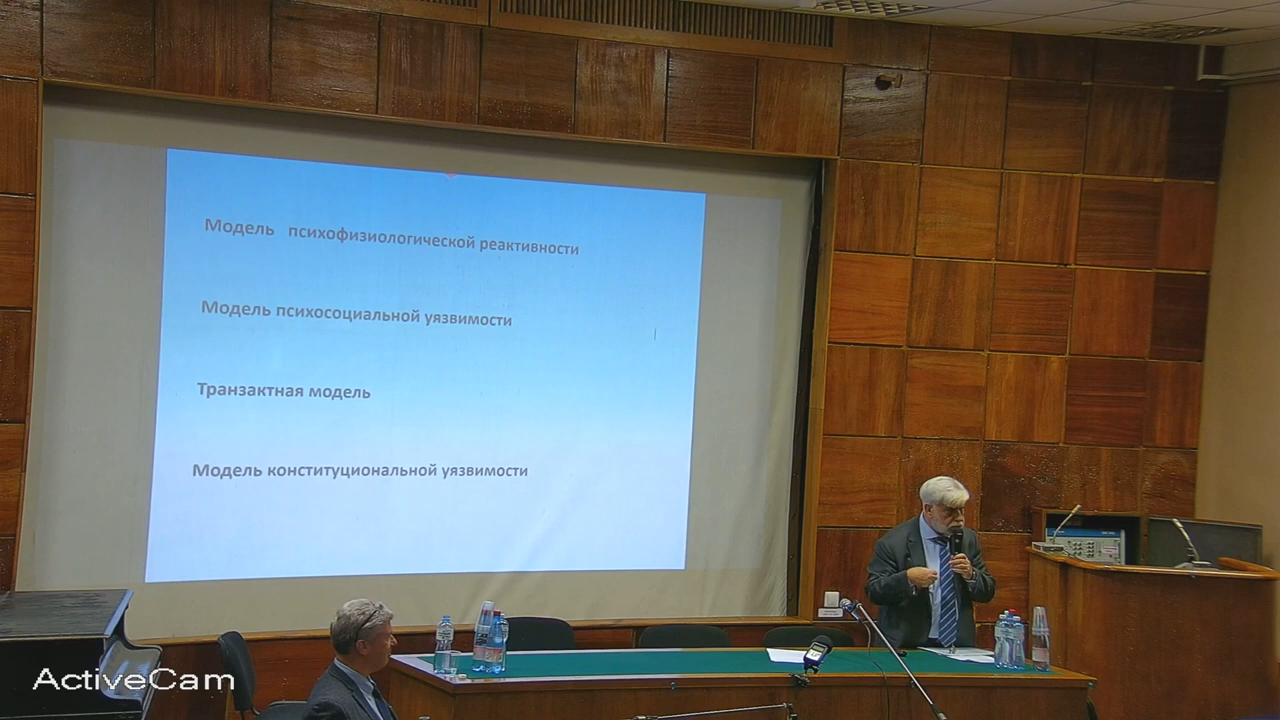 Модель психофизиологической реактивности
Модель психосоциальной уязвимости
Транзактная модель
Модель конституциональной уязвимости
ActiveCam